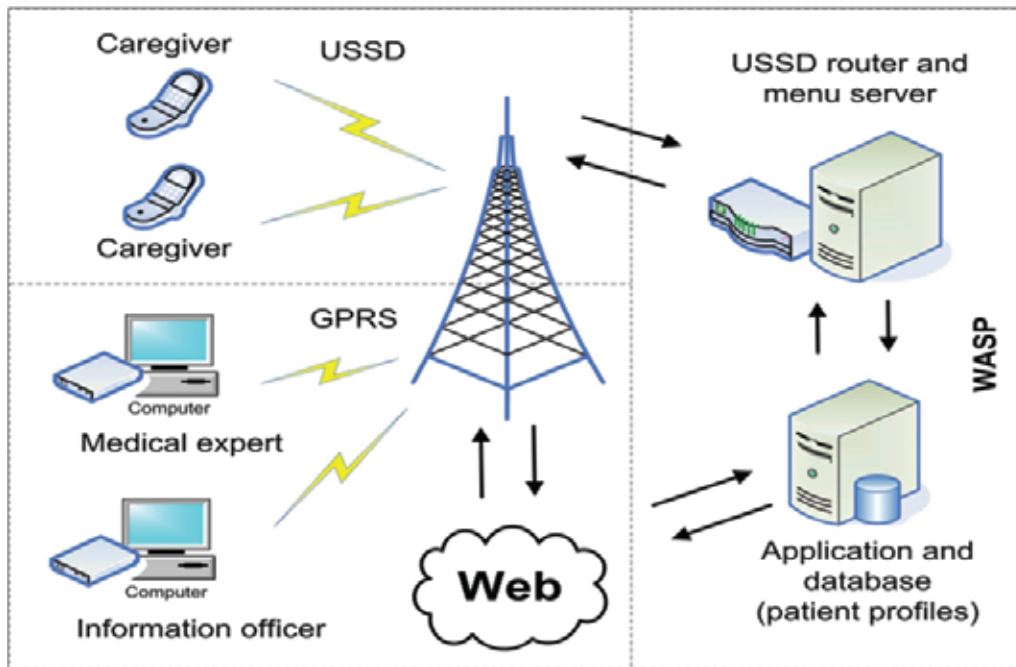 Caregiver
USSD
Caregiver
USSD router and
menu server
GPRS
Computer
Medical expert
Computer
Information officer
Web
WASP
Application and
database
(patient profiles)